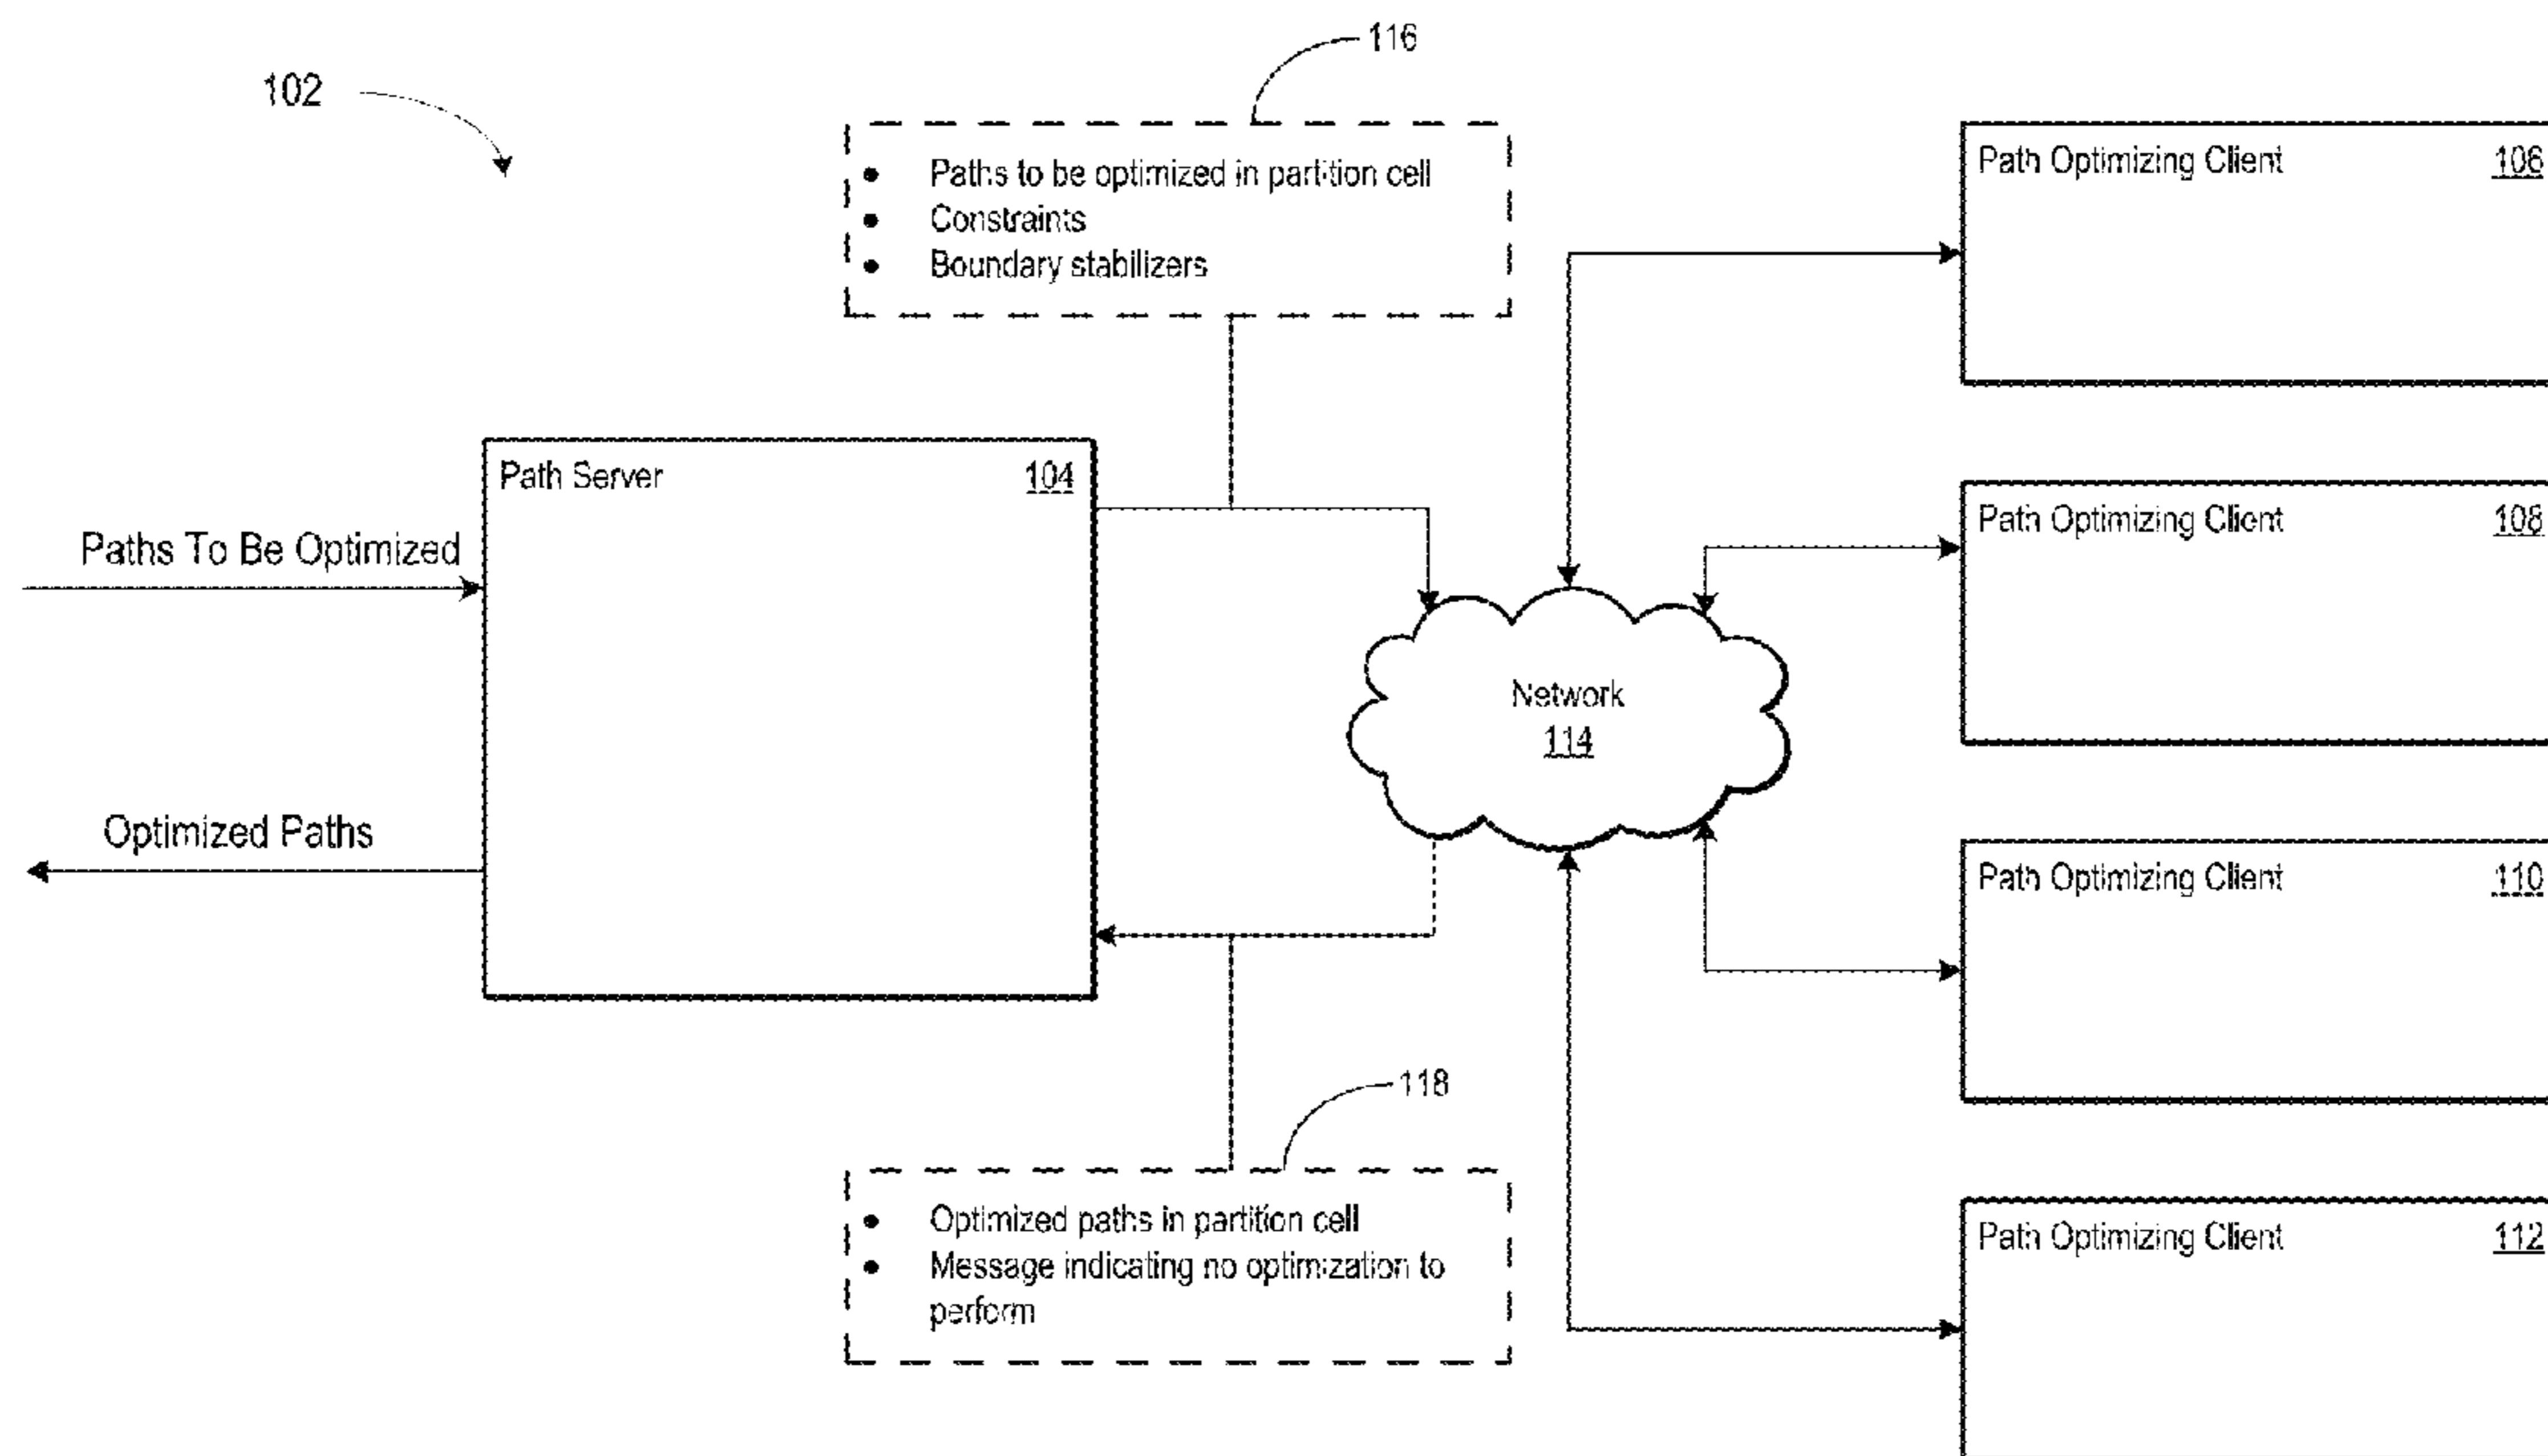 102
116
• Paths to be optimized in partition cell
• Constraints
• Boundary stabilizers
Path Optimizing Client 106
Path Server 104
Paths To Be Optimized
Optimized Paths
Path Optimizing Client 108
Network
114
Path Optimizing Client 110
118
• Optimized paths in partition cell
• Message indicating no optimization to
perform
Path Optimizing Client 112